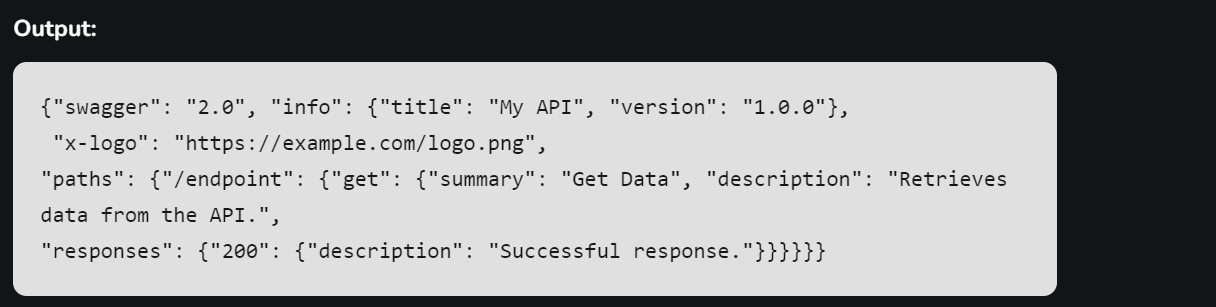 Output:
{"swagger": "2.0", "info": {"title": "My API", "version": "1.0.0"},
"x-logo": "https://example.com/logo.png",
"paths": {"/endpoint": {"get": {"summary": "Get Data", "description": "Retrieves
data from the API.",
"responses": {"200": {"description": "Successful response."}}}}}}